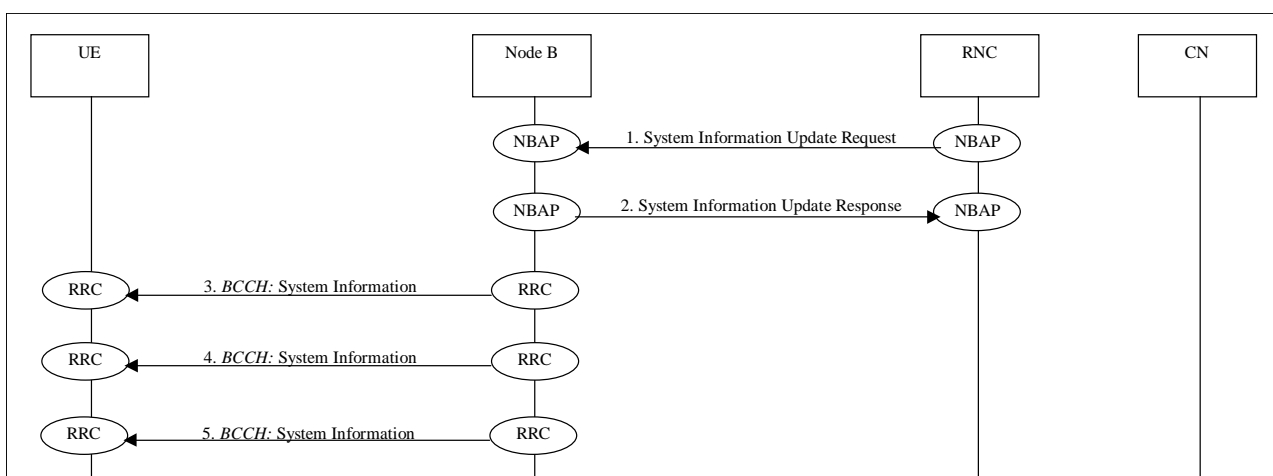 UE Node B RNC CN
NBAP 1. System Information Update Request NBAP
NBAP 2. System Information Update Response NBAP
RRC 3. BCCH: System Information RRC
RRC 4. BCCH: System Information RRC
RRC 5. BCCH: System Information RRC